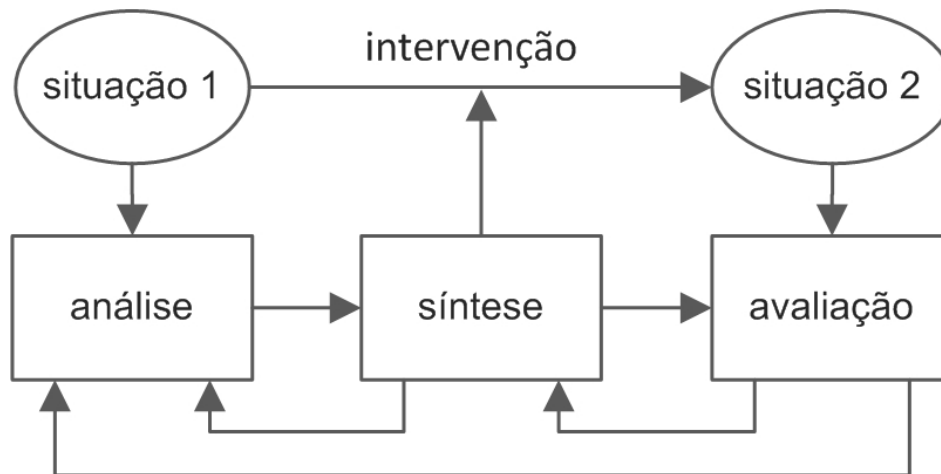 intervenção
situação 1
situação 2
análise
síntese
avaliação